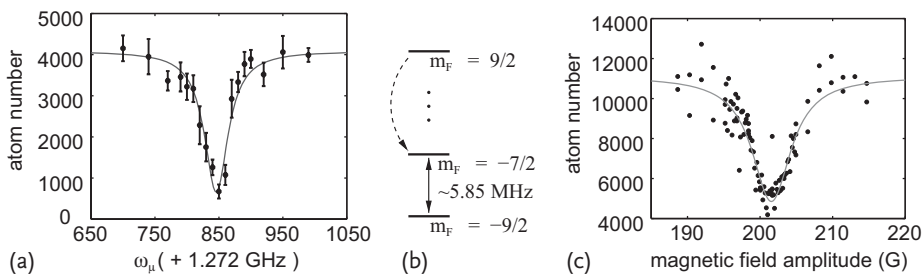 5000
4000
3000
2000
1000
0
atom number
650 750 850 950 1050
(a)
ωμ( + 1.272 GHz)
(b)
mF = 9/2
mF = −7/2
~5.85 MHz
mF = −9/2
12000
10000
8000
6000
4000
atom number
190 200 210 220
(c)
magnetic field amplitude (G)